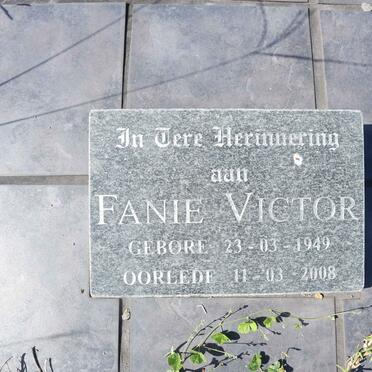 In Tere Herinnering
aan
FANIE VICTOR
GEBORE 23-03-1949
OORLEDE 11-03-2008